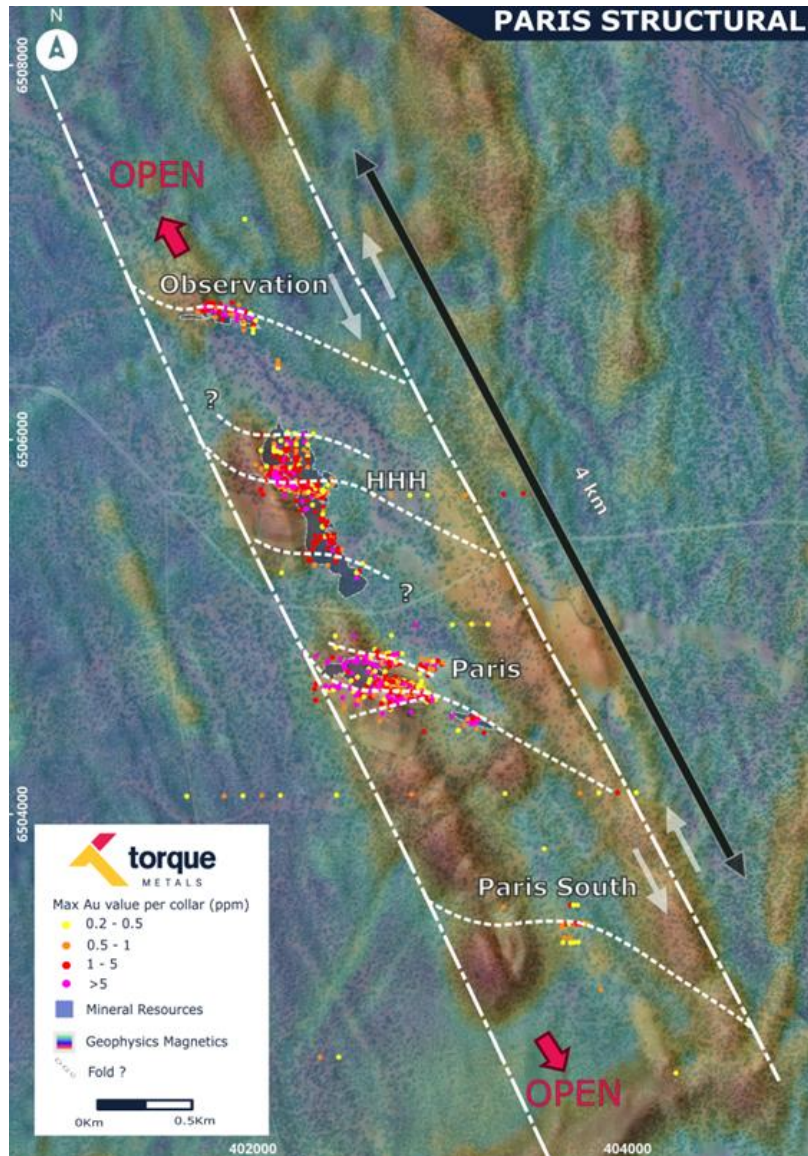 PARIS STRUCTURAL
N
6508000
OPEN
Observation
?
6506000
HHH
4 km
?
Paris
6504000
Paris South
torque
METALS
Max Au value per collar (ppm)
0.2 - 0.5
0.5 - 1
1 - 5
>5
Mineral Resources
Geophysics Magnetics
Fold ?
0Km
0.5Km
OPEN
402000
404000